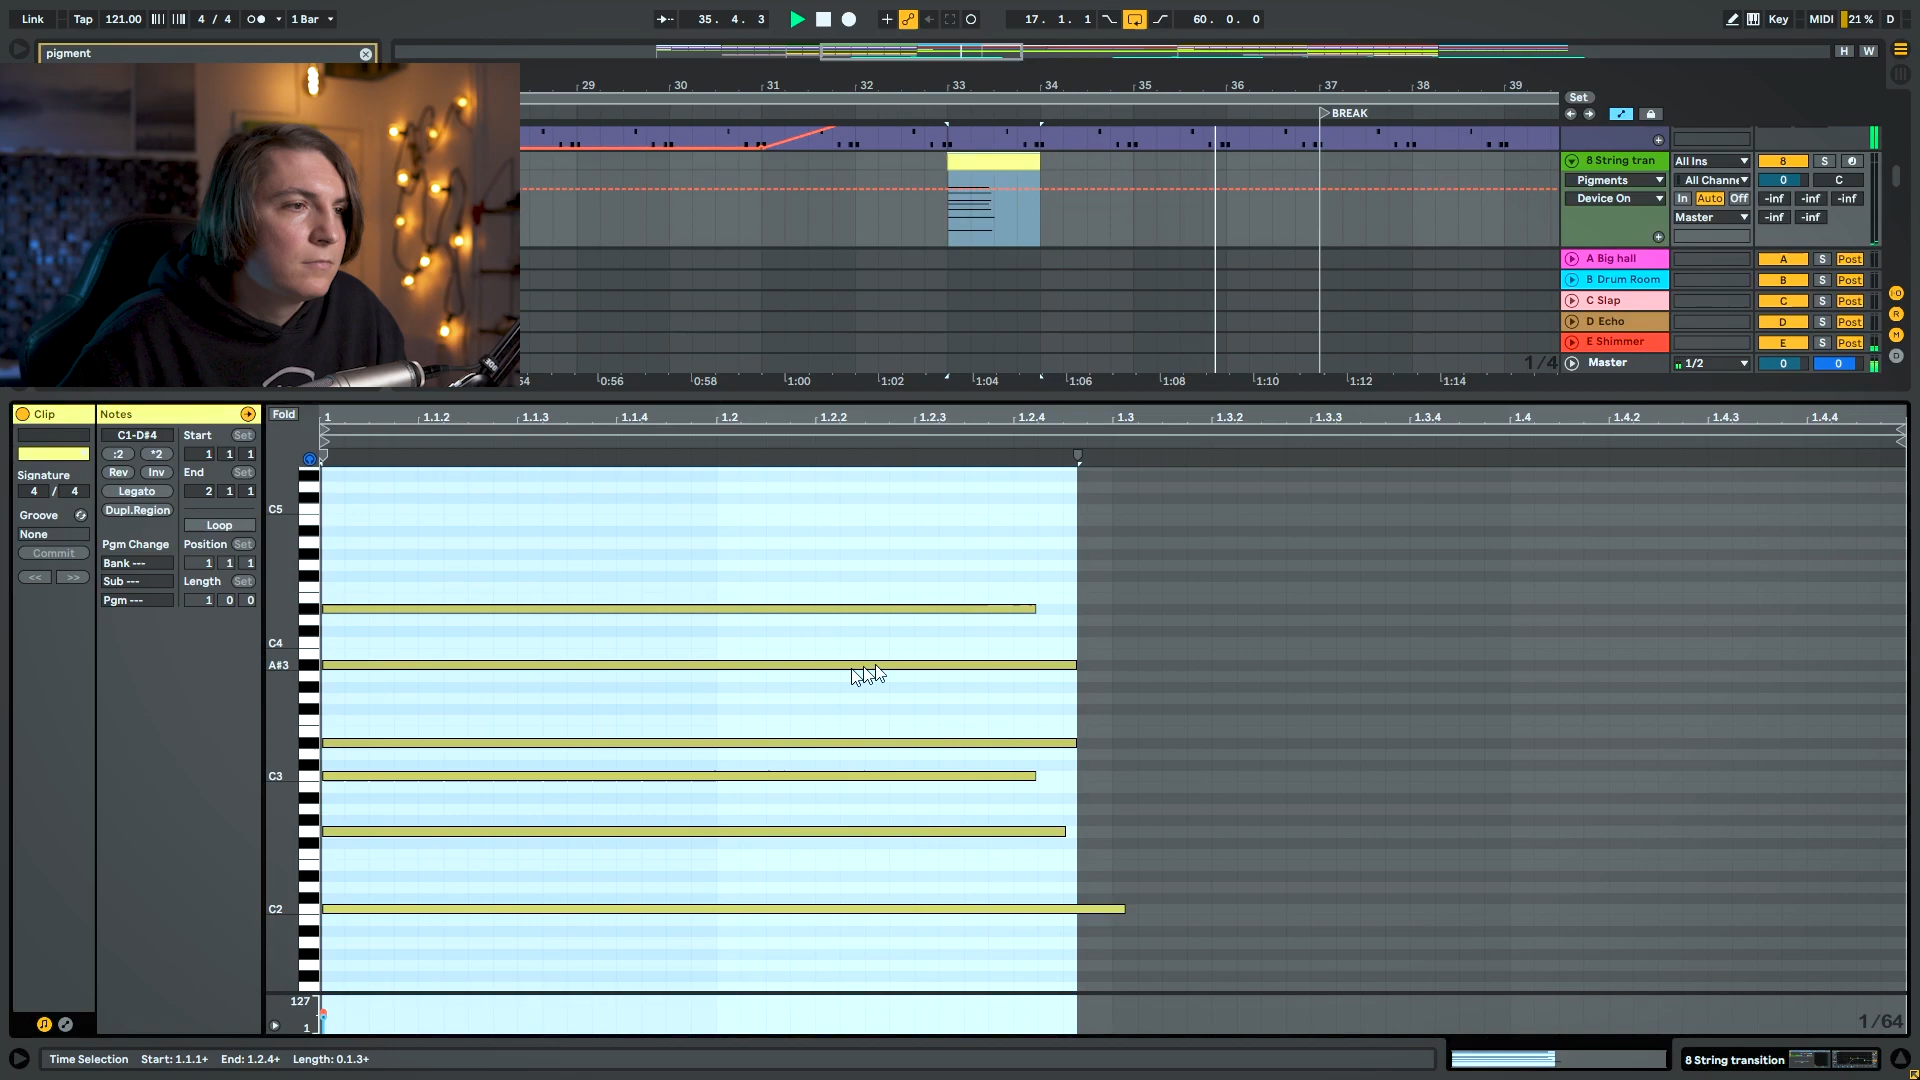 Link Tap 121.00 4 / 4 1 Bar 35. 4. 3 17. 1. 1 60. 0. 0 Key MIDI 21 % D
pigment H W
29 30 31 32 33 34 35 36 37 38 39 Set
BREAK
8 String tran All Ins 8 S
Pigments All Channe 0 C
Device On In Auto Off -inf -inf -inf
Master -inf -inf
A Big hall A S Post
B Drum Room B S Post
C Slap C S Post
D Echo D S Post
E Shimmer E S Post
1/4 Master 1/2 0 0
54 0:56 0:58 1:00 1:02 1:04 1:06 1:08 1:10 1:12 1:14
Clip Notes Fold 1 1.1.2 1.1.3 1.1.4 1.2 1.2.2 1.2.3 1.2.4 1.3 1.3.2 1.3.3 1.3.4 1.4 1.4.2 1.4.3 1.4.4
C1-D#4 Start Set
:2 *2 1 1 1
Signature Rev Inv End Set
4 / 4 Legato 2 1 1
Groove Dupl.Region
None Loop
Commit Pgm Change Position Set
Bank --- 1 1 1
<< >> Sub --- Length Set
Pgm --- 1 0 0
C5
C4
A#3
C3
C2
127
1
1/64
Time Selection Start: 1.1.1+ End: 1.2.4+ Length: 0.1.3+ 8 String transition